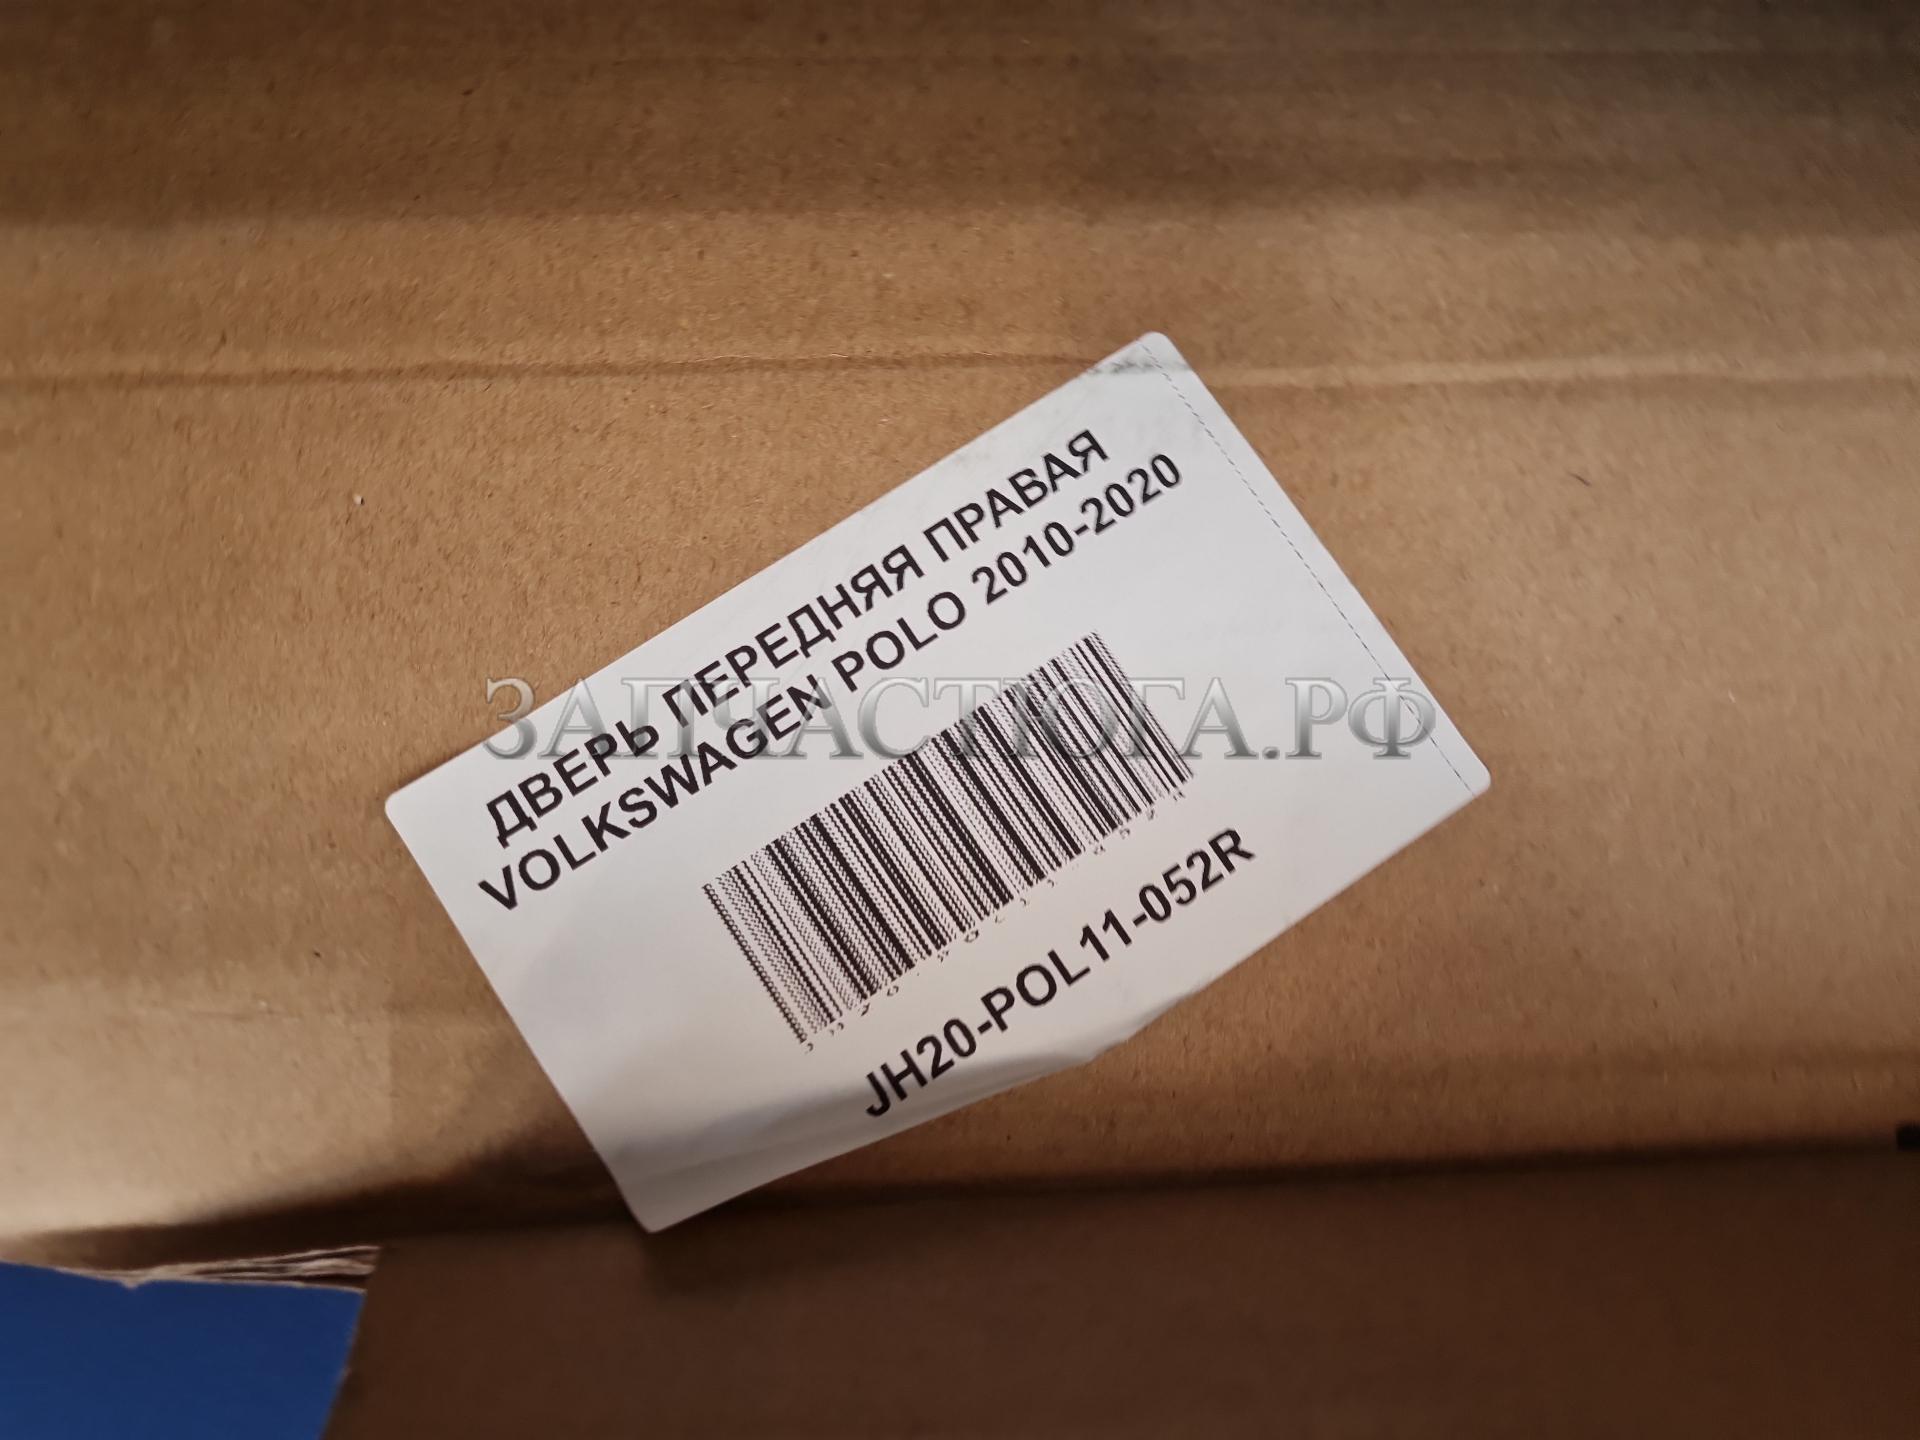 ДВЕРЬ ПЕРЕДНЯЯ ПРАВАЯ
VOLKSWAGEN POLO 2010-2020
ЗАПЧАСТЮГА.РФ
JH20-POL11-052R